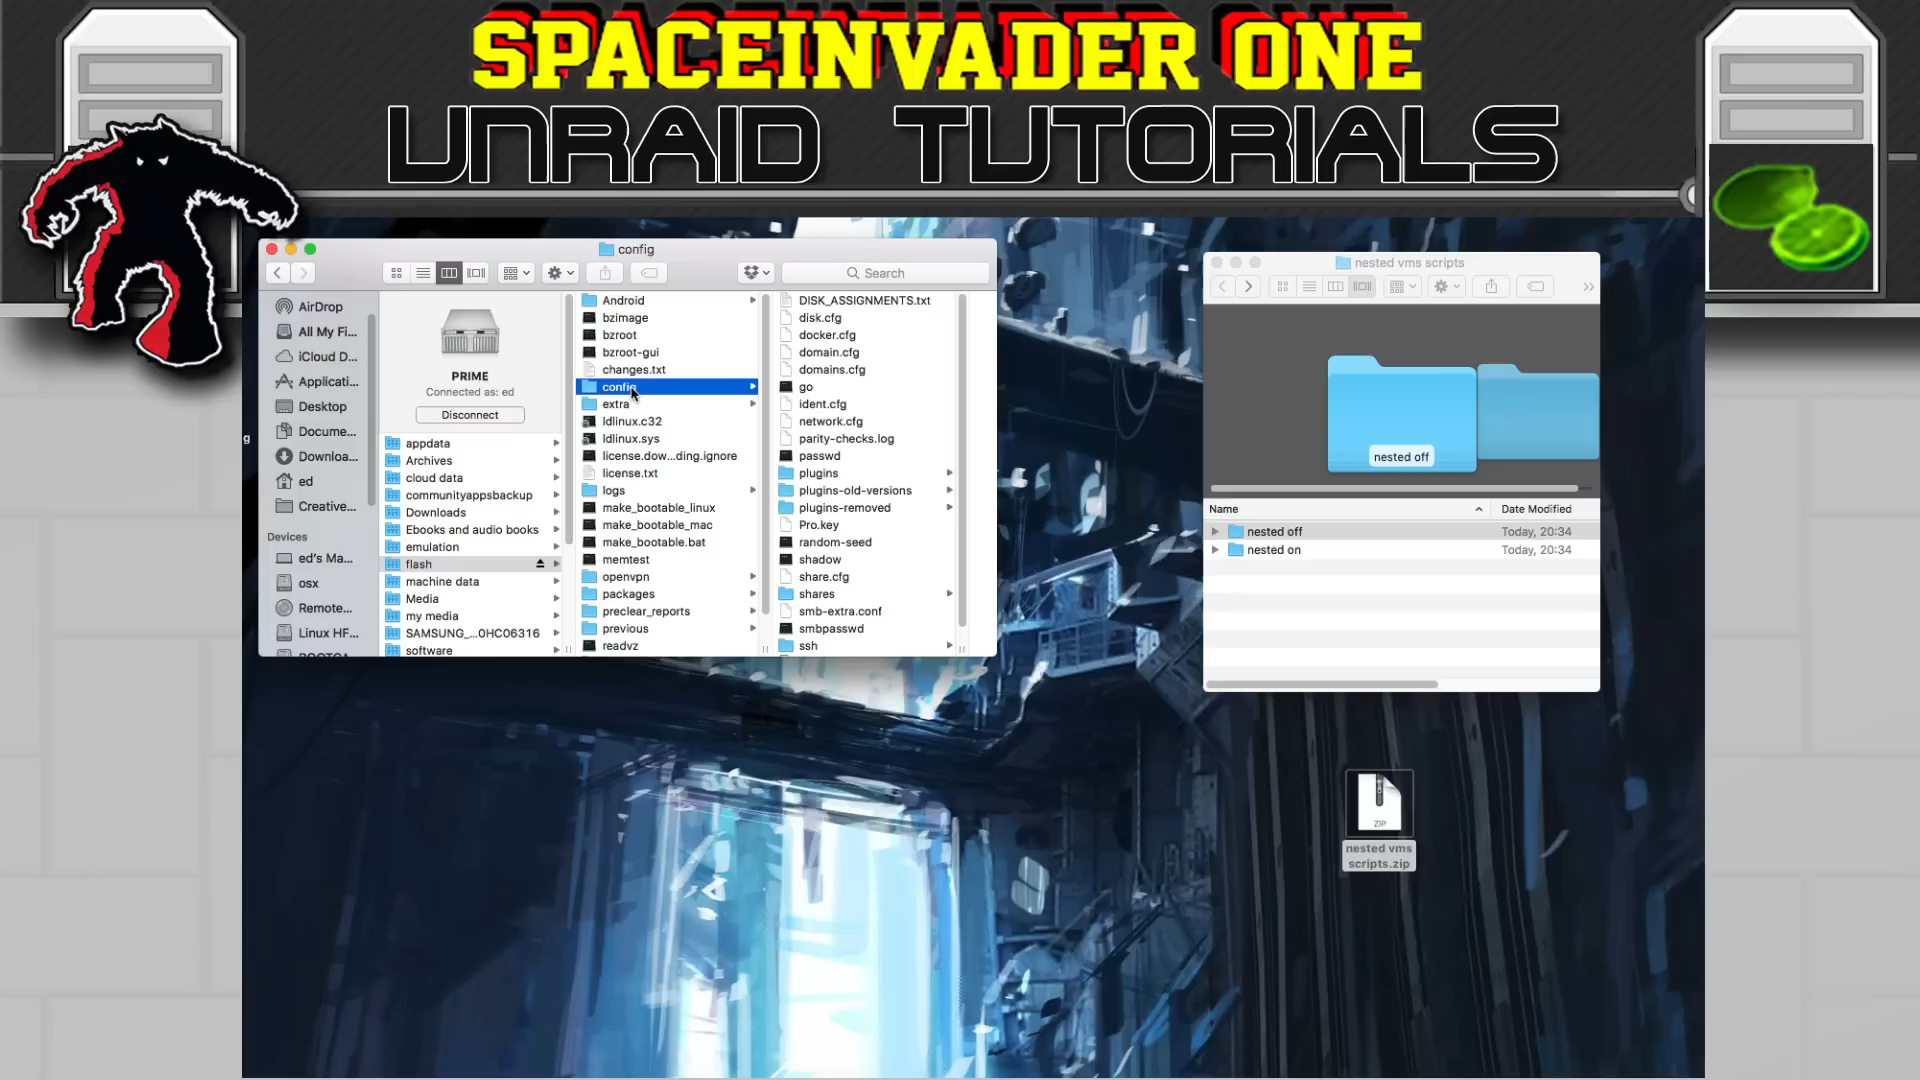 SPACEINVADER ONE
UNRAID TUTORIALS
config
Search
AirDrop
All My Fi...
iCloud D...
Applicati...
Desktop
Docume...
Downloa...
ed
Creative...
Devices
ed's Ma...
osx
Remote...
Linux HF...
PRIME
Connected as: ed
Disconnect
appdata
Archives
cloud data
communityappsbackup
Downloads
Ebooks and audio books
emulation
flash
machine data
Media
my media
SAMSUNG_...0HC06316
software
Android
bzimage
bzroot
bzroot-gui
changes.txt
config
extra
ldlinux.c32
ldlinux.sys
license.dow...ding.ignore
license.txt
logs
make_bootable_linux
make_bootable_mac
make_bootable.bat
memtest
openvpn
packages
preclear_reports
previous
readvz
DISK_ASSIGNMENTS.txt
disk.cfg
docker.cfg
domain.cfg
domains.cfg
go
ident.cfg
network.cfg
parity-checks.log
passwd
plugins
plugins-old-versions
plugins-removed
Pro.key
random-seed
shadow
share.cfg
shares
smb-extra.conf
smbpasswd
ssh
g
nested vms scripts
nested off
Name
Date Modified
nested off
Today, 20:34
nested on
Today, 20:34
ZIP
nested vms
scripts.zip